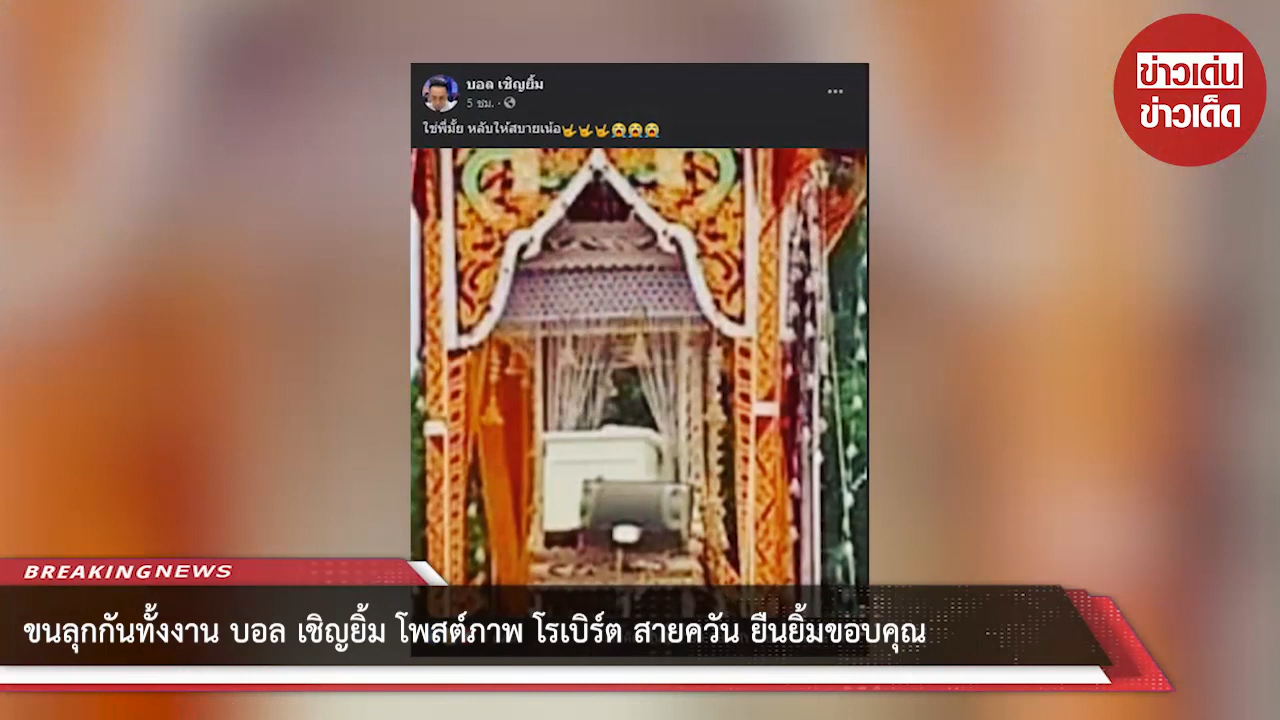 ข่าวเด่น
ข่าวเด็ด
บอล เชิญยิ้ม
5 ชม. ·
ใช่พี่มั้ย หลับให้สบายเน้อ🤟🤟🤟😭😭😭
BREAKINGNEWS
ขนลุกกันทั้งงาน บอล เชิญยิ้ม โพสต์ภาพ โรเบิร์ต สายควัน ยืนยิ้มขอบคุณ